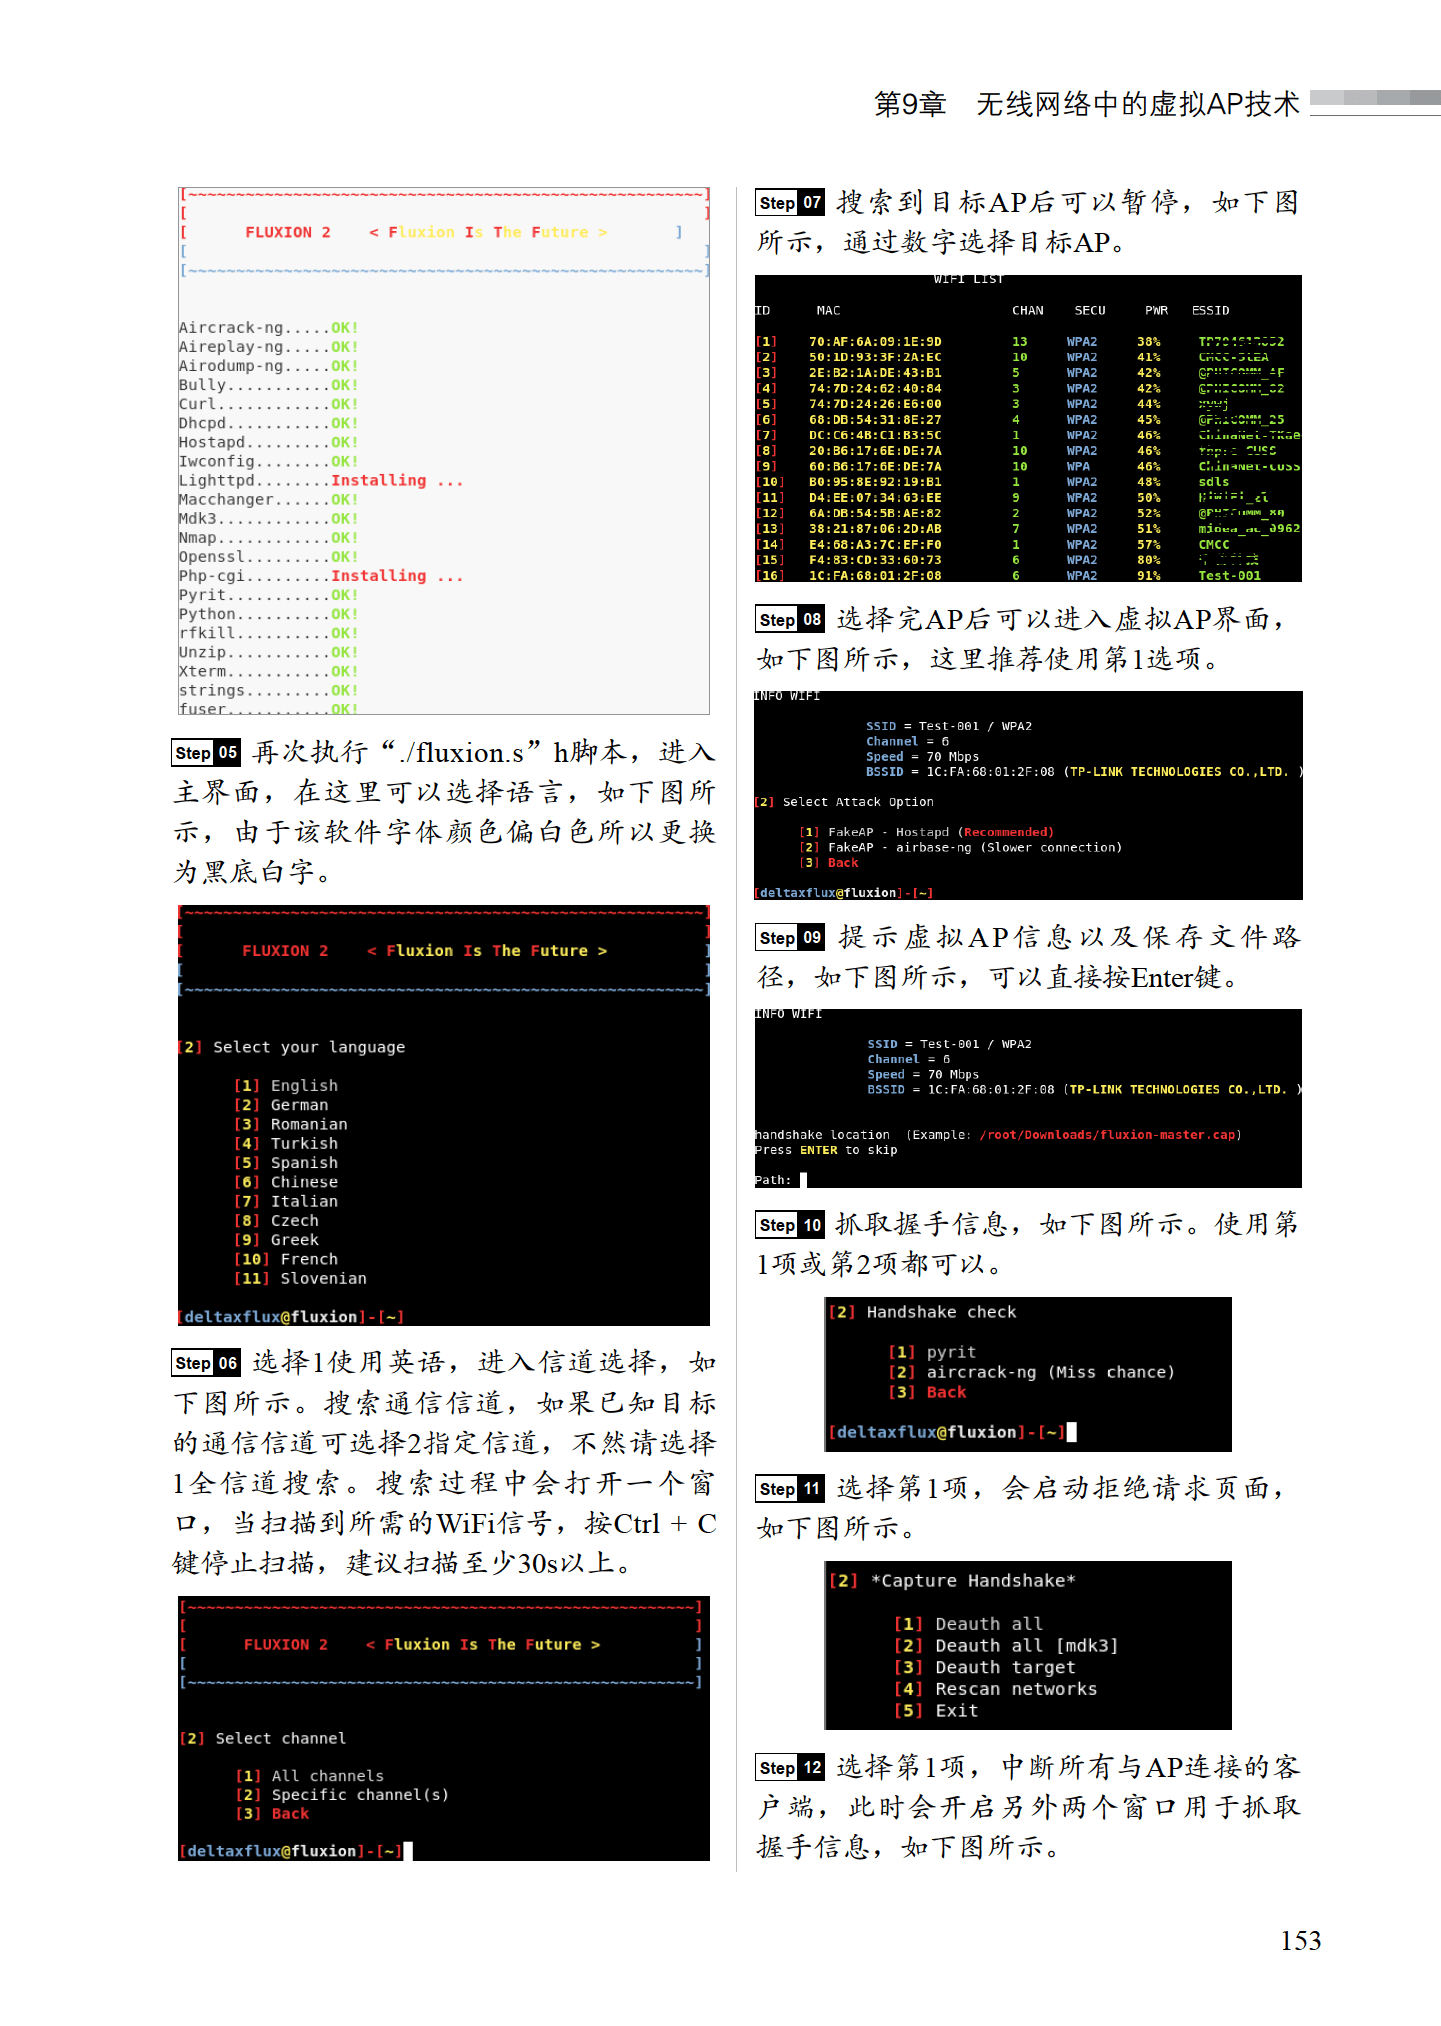 第9章 无线网络中的虚拟AP技术
[~~~~~~~~~~~~~~~~~~~~~~~~~~~~~~~~~~~~~~~~~~~~~~~~~~~~~~]
[ ]
[ FLUXION 2 < Fluxion Is The Future > ]
[ ]
[~~~~~~~~~~~~~~~~~~~~~~~~~~~~~~~~~~~~~~~~~~~~~~~~~~~~~~]
Aircrack-ng.....OK!
Aireplay-ng.....OK!
Airodump-ng.....OK!
Bully...........OK!
Curl............OK!
Dhcpd...........OK!
Hostapd.........OK!
Iwconfig........OK!
Lighttpd........Installing ...
Macchanger......OK!
Mdk3............OK!
Nmap............OK!
Openssl.........OK!
Php-cgi.........Installing ...
Pyrit...........OK!
Python..........OK!
rfkill..........OK!
Unzip...........OK!
Xterm...........OK!
strings.........OK!
fuser...........OK!
Step 05 再次执行“./fluxion.s”h脚本，进入
主界面，在这里可以选择语言，如下图所
示，由于该软件字体颜色偏白色所以更换
为黑底白字。
[~~~~~~~~~~~~~~~~~~~~~~~~~~~~~~~~~~~~~~~~~~~~~~~~~~~~~~]
[ ]
[ FLUXION 2 < Fluxion Is The Future > ]
[ ]
[~~~~~~~~~~~~~~~~~~~~~~~~~~~~~~~~~~~~~~~~~~~~~~~~~~~~~~]
[2] Select your language
[1] English
[2] German
[3] Romanian
[4] Turkish
[5] Spanish
[6] Chinese
[7] Italian
[8] Czech
[9] Greek
[10] French
[11] Slovenian
[deltaxflux@fluxion]-[~]
Step 06 选择1使用英语，进入信道选择，如
下图所示。搜索通信信道，如果已知目标
的通信信道可选择2指定信道，不然请选择
1全信道搜索。搜索过程中会打开一个窗
口，当扫描到所需的WiFi信号，按Ctrl + C
键停止扫描，建议扫描至少30s以上。
[~~~~~~~~~~~~~~~~~~~~~~~~~~~~~~~~~~~~~~~~~~~~~~~~~~~~~~]
[ ]
[ FLUXION 2 < Fluxion Is The Future > ]
[ ]
[~~~~~~~~~~~~~~~~~~~~~~~~~~~~~~~~~~~~~~~~~~~~~~~~~~~~~~]
[2] Select channel
[1] All channels
[2] Specific channel(s)
[3] Back
[deltaxflux@fluxion]-[~]
Step 07 搜索到目标AP后可以暂停，如下图
所示，通过数字选择目标AP。
WIFI LIST
ID MAC CHAN SECU PWR ESSID
[1] 70:AF:6A:09:1E:9D 13 WPA2 38%
[2] 50:1D:93:3F:2A:EC 10 WPA2 41%
[3] 2E:B2:1A:DE:43:B1 5 WPA2 42%
[4] 74:7D:24:62:40:84 3 WPA2 42%
[5] 74:7D:24:26:E6:00 3 WPA2 44%
[6] 68:DB:54:31:8E:27 4 WPA2 45%
[7] DC:C6:4B:C1:B3:5C 1 WPA2 46%
[8] 20:B6:17:6E:DE:7A 10 WPA2 46%
[9] 60:B6:17:6E:DE:7A 10 WPA 46%
[10] B0:95:8E:92:19:B1 1 WPA2 48% sdls
[11] D4:EE:07:34:63:EE 9 WPA2 50%
[12] 6A:DB:54:5B:AE:82 2 WPA2 52%
[13] 38:21:87:06:2D:AB 7 WPA2 51%
[14] E4:68:A3:7C:EF:F0 1 WPA2 57% CMCC
[15] F4:83:CD:33:60:73 6 WPA2 80%
[16] 1C:FA:68:01:2F:08 6 WPA2 91% Test-001
Step 08 选择完AP后可以进入虚拟AP界面，
如下图所示，这里推荐使用第1选项。
INFO WIFI
SSID = Test-001 / WPA2
Channel = 6
Speed = 70 Mbps
BSSID = 1C:FA:68:01:2F:08 (TP-LINK TECHNOLOGIES CO.,LTD. )
[2] Select Attack Option
[1] FakeAP - Hostapd (Recommended)
[2] FakeAP - airbase-ng (Slower connection)
[3] Back
[deltaxflux@fluxion]-[~]
Step 09 提示虚拟AP信息以及保存文件路
径，如下图所示，可以直接按Enter键。
INFO WIFI
SSID = Test-001 / WPA2
Channel = 6
Speed = 70 Mbps
BSSID = 1C:FA:68:01:2F:08 (TP-LINK TECHNOLOGIES CO.,LTD. )
handshake location (Example: /root/Downloads/fluxion-master.cap)
Press ENTER to skip
Path:
Step 10 抓取握手信息，如下图所示。使用第
1项或第2项都可以。
[2] Handshake check
[1] pyrit
[2] aircrack-ng (Miss chance)
[3] Back
[deltaxflux@fluxion]-[~]
Step 11 选择第1项，会启动拒绝请求页面，
如下图所示。
[2] *Capture Handshake*
[1] Deauth all
[2] Deauth all [mdk3]
[3] Deauth target
[4] Rescan networks
[5] Exit
Step 12 选择第1项，中断所有与AP连接的客
户端，此时会开启另外两个窗口用于抓取
握手信息，如下图所示。
153